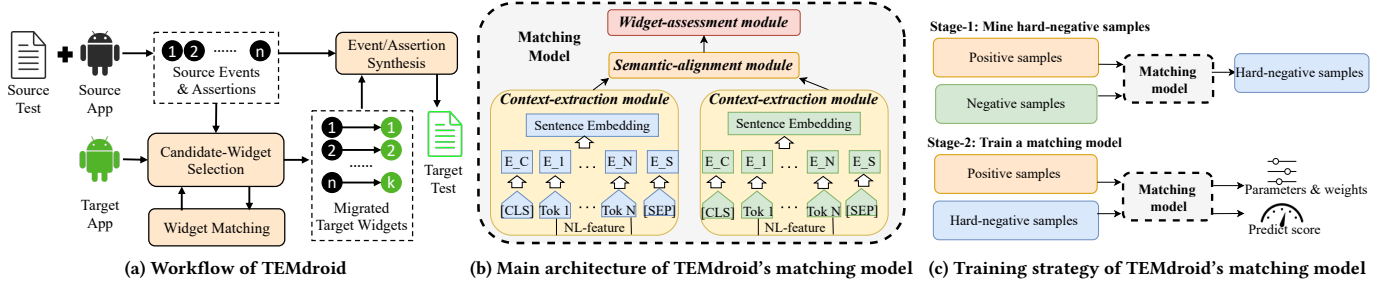 Source
Test
Source
App
1 2 ...... n
Source Events
& Assertions
Event/Assertion
Synthesis
Target
App
Candidate-Widget
Selection
Widget Matching
1 1
2 2
......
n k
Migrated
Target Widgets
Target
Test
(a) Workflow of TEMdroid
Widget-assessment module
Matching
Model
Semantic-alignment module
Context-extraction module
Sentence Embedding
E_C E_1 ... E_N E_S
[CLS] Tok 1 ... Tok N [SEP]
NL-feature
Context-extraction module
Sentence Embedding
E_C E_1 ... E_N E_S
[CLS] Tok 1 ... Tok N [SEP]
NL-feature
(b) Main architecture of TEMdroid's matching model
Stage-1: Mine hard-negative samples
Positive samples
Negative samples
Matching
model
Hard-negative samples
Stage-2: Train a matching model
Positive samples
Hard-negative samples
Matching
model
Parameters & weights
Predict score
(c) Training strategy of TEMdroid's matching model